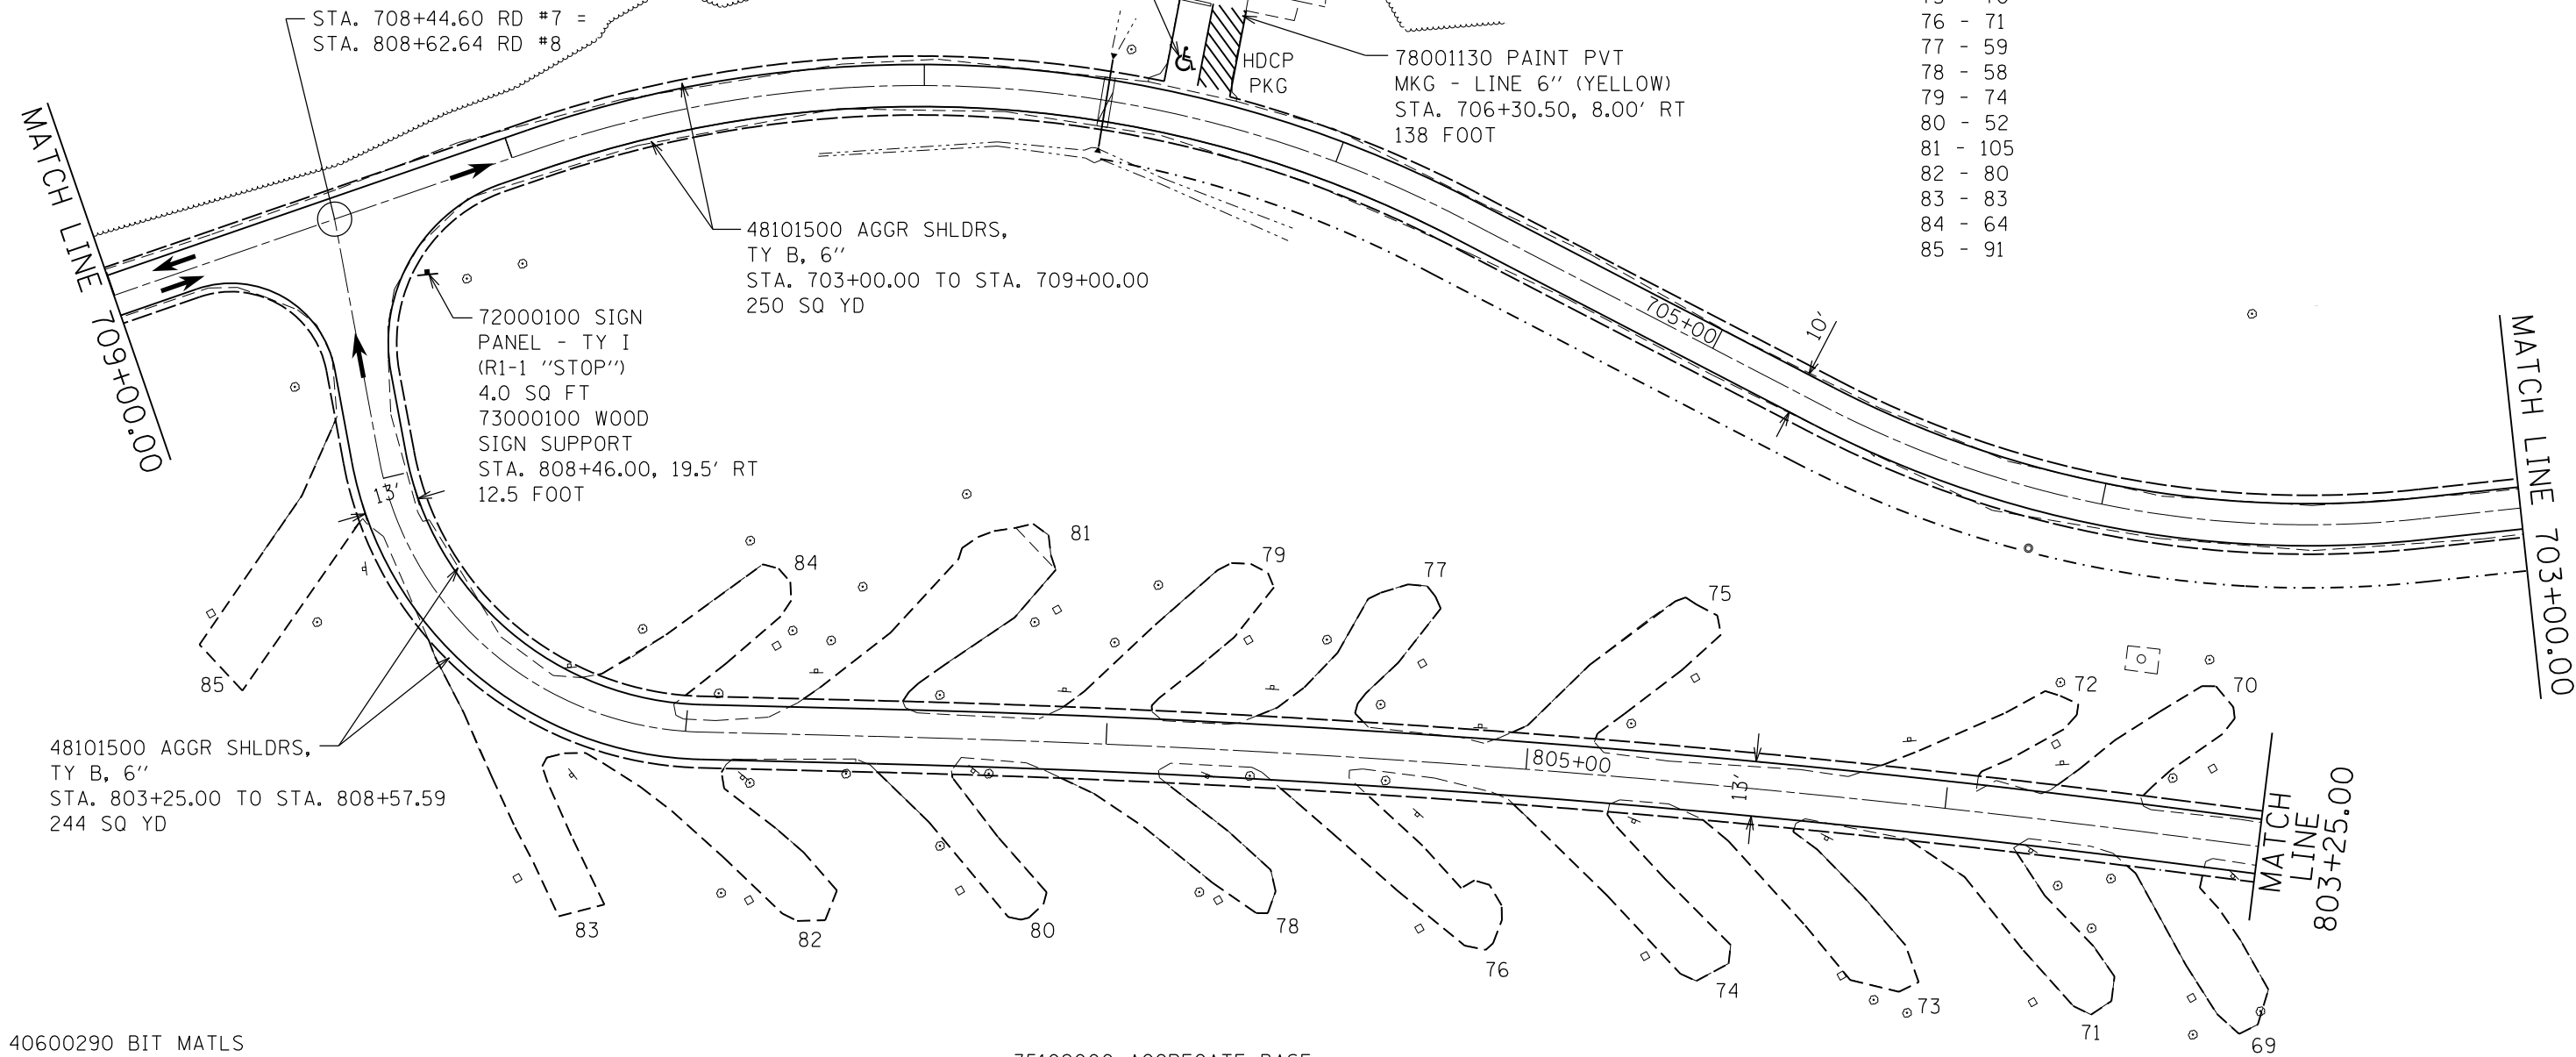 STA. 708+44.60 RD #7 =
STA. 808+62.64 RD #8
HDCP
PKG
78001130 PAINT PVT
MKG - LINE 6" (YELLOW)
STA. 706+30.50, 8.00' RT
138 FOOT
76 - 71
77 - 59
78 - 58
79 - 74
80 - 52
81 - 105
82 - 80
83 - 83
84 - 64
85 - 91
MATCH LINE 709+00.00
48101500 AGGR SHLDRS,
TY B, 6"
STA. 703+00.00 TO STA. 709+00.00
250 SQ YD
72000100 SIGN
PANEL - TY I
(R1-1 "STOP")
4.0 SQ FT
73000100 WOOD
SIGN SUPPORT
STA. 808+46.00, 19.5' RT
12.5 FOOT
705+00
10'
MATCH LINE 703+00.00
13'
84
81
79
77
75
72
70
85
48101500 AGGR SHLDRS,
TY B, 6"
STA. 803+25.00 TO STA. 808+57.59
244 SQ YD
805+00
13'
MATCH
LINE
803+25.00
83
82
80
78
76
74
73
71
69
40600290 BIT MATLS